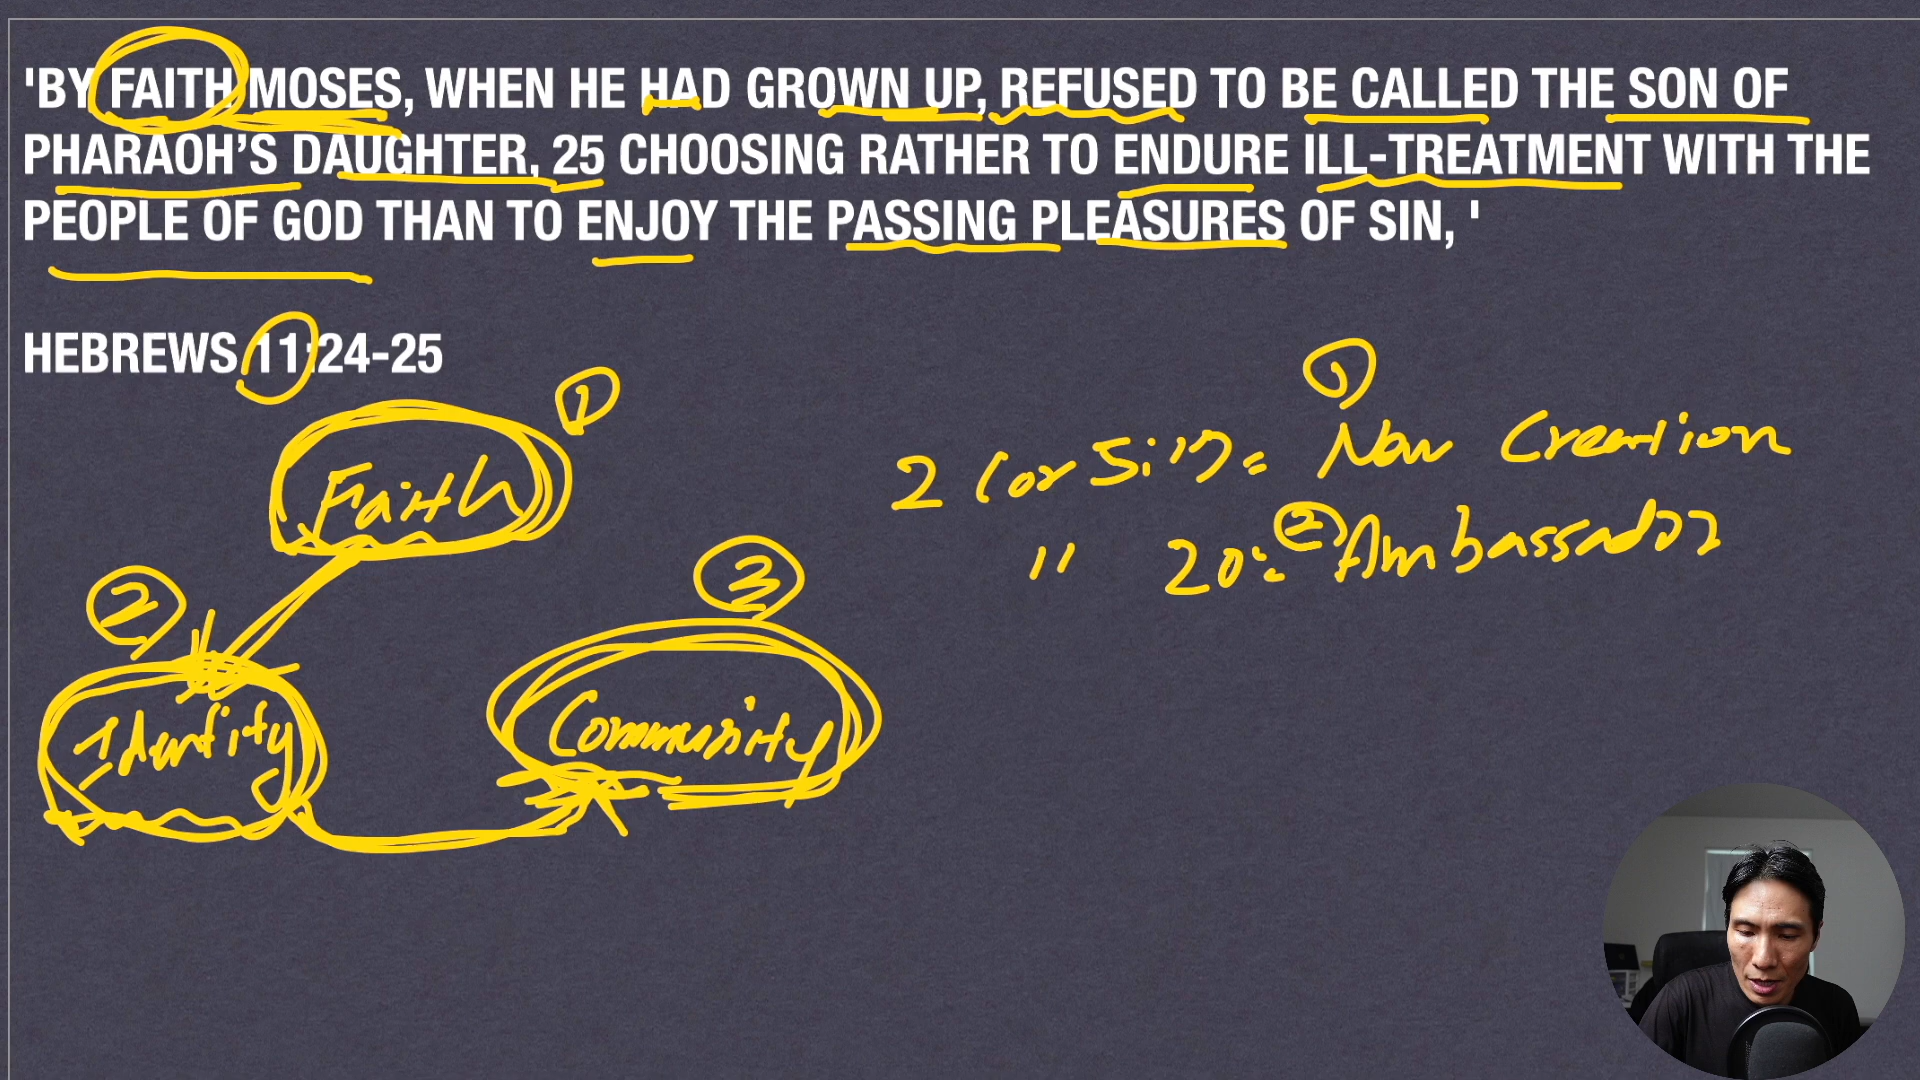 'BY FAITH MOSES, WHEN HE HAD GROWN UP, REFUSED TO BE CALLED THE SON OF
PHARAOH’S DAUGHTER, 25 CHOOSING RATHER TO ENDURE ILL-TREATMENT WITH THE
PEOPLE OF GOD THAN TO ENJOY THE PASSING PLEASURES OF SIN, '
HEBREWS 11:24-25
1
Faith
2
Identity
3
Community
1
2 Cor 5:17 = New Creation
" 20: 2 Ambassador